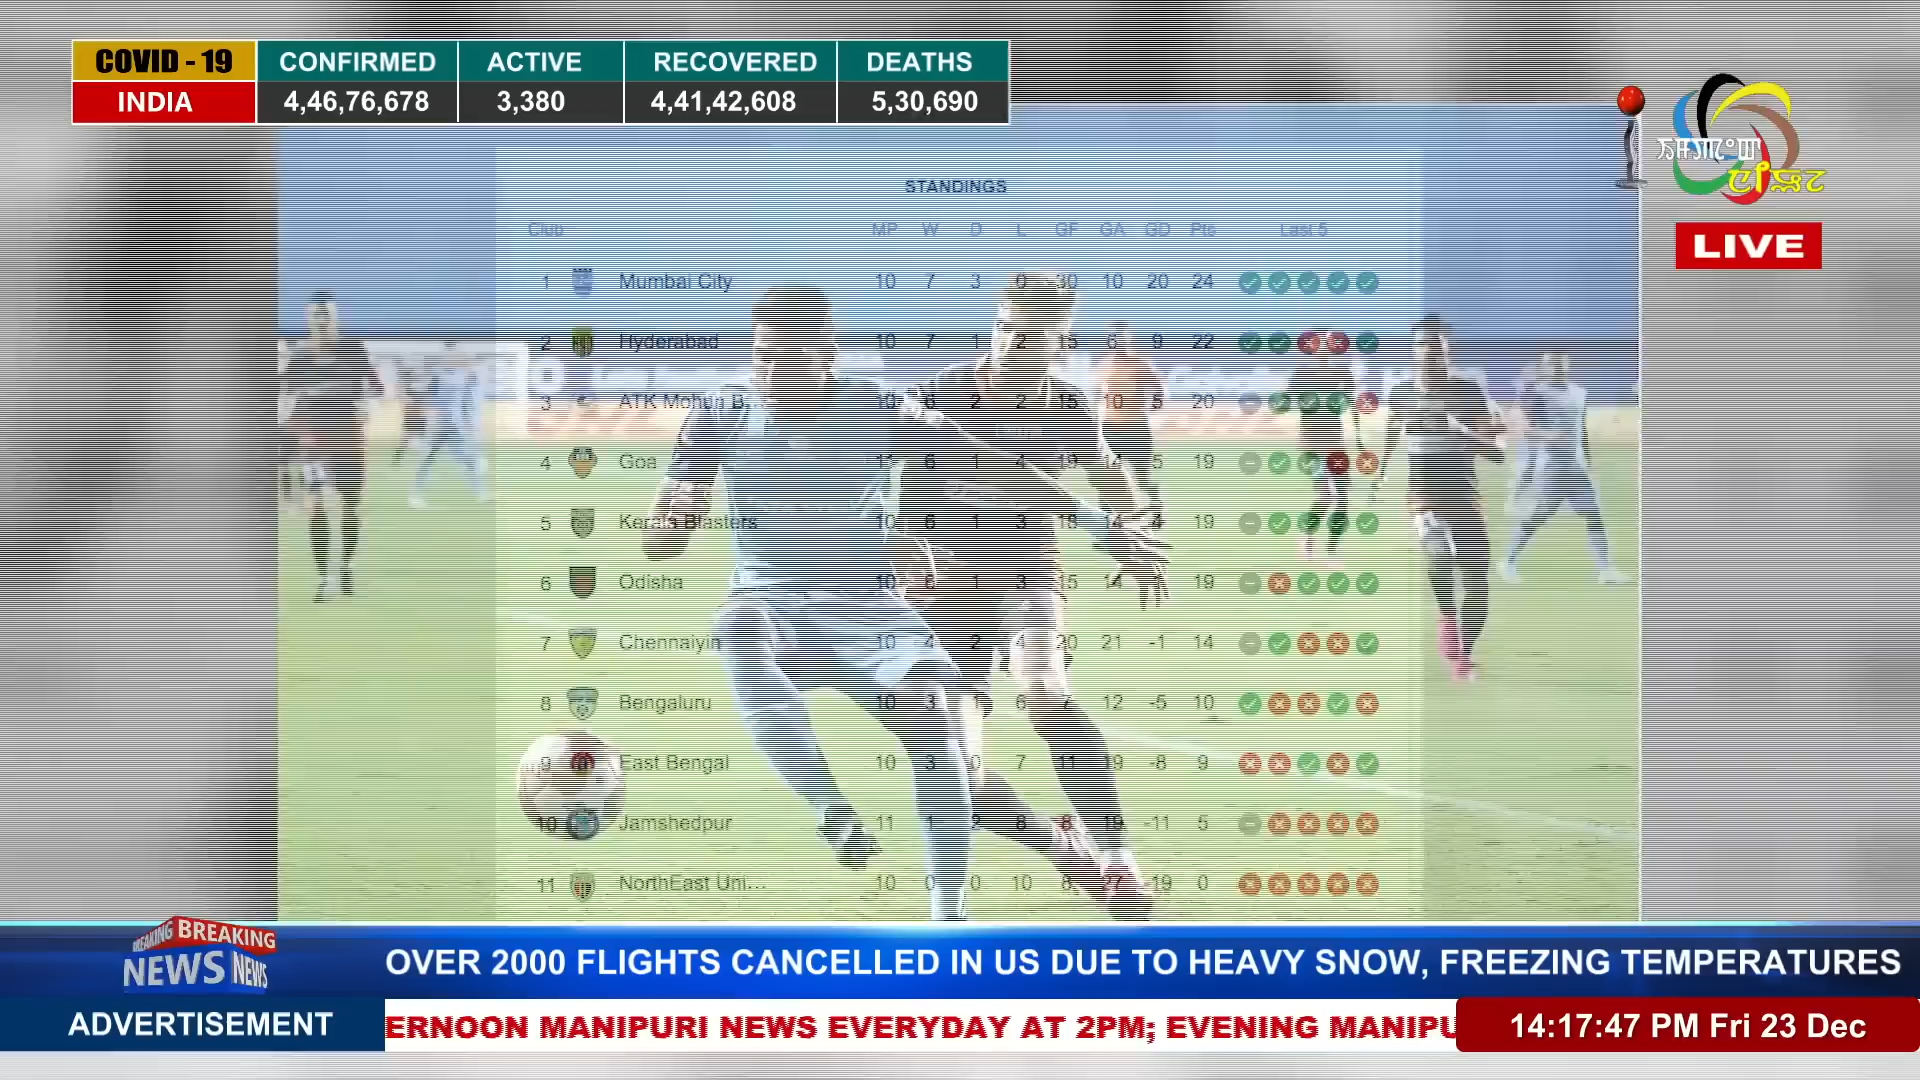 COVID - 19 CONFIRMED ACTIVE RECOVERED DEATHS
INDIA 4,46,76,678 3,380 4,41,42,608 5,30,690
LIVE
STANDINGS
Club MP W D L GF GA GD Pts Last 5
1 Mumbai City 10 7 3 0 30 10 20 24
2 Hyderabad 10 7 1 2 15 6 9 22
3 ATK Mohun B... 10 6 2 2 15 10 5 20
4 Goa 11 6 1 4 19 14 5 19
5 Kerala Blasters 10 6 1 3 18 14 4 19
6 Odisha 10 6 1 3 15 14 1 19
7 Chennaiyin 10 4 2 4 20 21 -1 14
8 Bengaluru 10 3 1 6 7 12 -5 10
9 East Bengal 10 3 0 7 11 19 -8 9
10 Jamshedpur 11 1 2 8 8 19 -11 5
11 NorthEast Uni... 10 0 0 10 8 27 -19 0
BREAKING BREAKING
NEWS NEWS
OVER 2000 FLIGHTS CANCELLED IN US DUE TO HEAVY SNOW, FREEZING TEMPERATURES
ADVERTISEMENT
ERNOON MANIPURI NEWS EVERYDAY AT 2PM; EVENING MANIPU
14:17:47 PM Fri 23 Dec